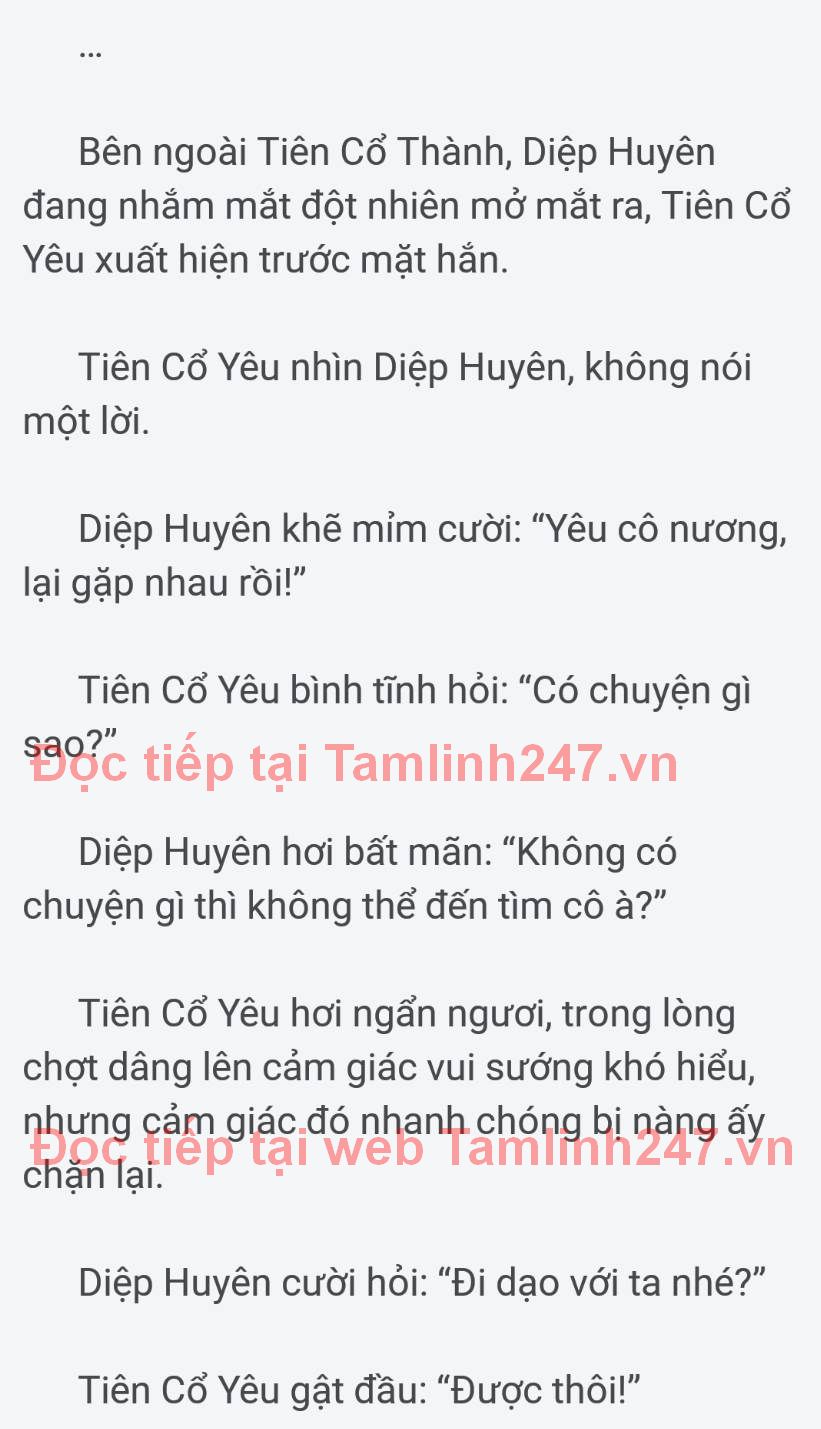 ...
Bên ngoài Tiên Cổ Thành, Diệp Huyên
đang nhắm mắt đột nhiên mở mắt ra, Tiên Cổ
Yêu xuất hiện trước mặt hắn.
Tiên Cổ Yêu nhìn Diệp Huyên, không nói
một lời.
Diệp Huyên khẽ mỉm cười: “Yêu cô nương,
lại gặp nhau rồi!”
Tiên Cổ Yêu bình tĩnh hỏi: “Có chuyện gì
sao?”
Đọc tiếp tại Tamlinh247.vn
Diệp Huyên hơi bất mãn: “Không có
chuyện gì thì không thể đến tìm cô à?”
Tiên Cổ Yêu hơi ngẩn ngươi, trong lòng
chợt dâng lên cảm giác vui sướng khó hiểu,
nhưng cảm giác đó nhanh chóng bị nàng ấy
Đọc tiếp tại web Tamlinh247.vn
chặn lại.
Diệp Huyên cười hỏi: “Đi dạo với ta nhé?”
Tiên Cổ Yêu gật đầu: “Được thôi!”